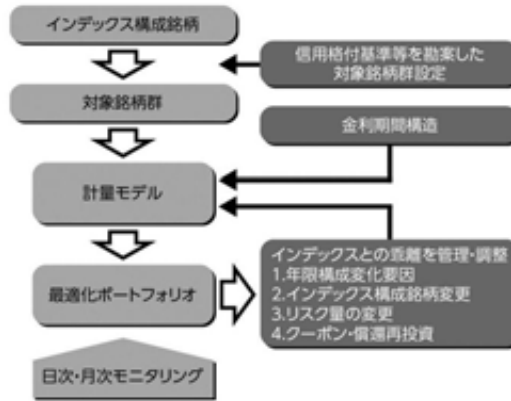 インデックス構成銘柄
信用格付基準等を勘案した
対象銘柄群設定
対象銘柄群
金利期間構造
計量モデル
インデックスとの乖離を管理・調整
1.年限構成変化要因
2.インデックス構成銘柄変更
3.リスク量の変更
4.クーポン・償還再投資
最適化ポートフォリオ
日次・月次モニタリング